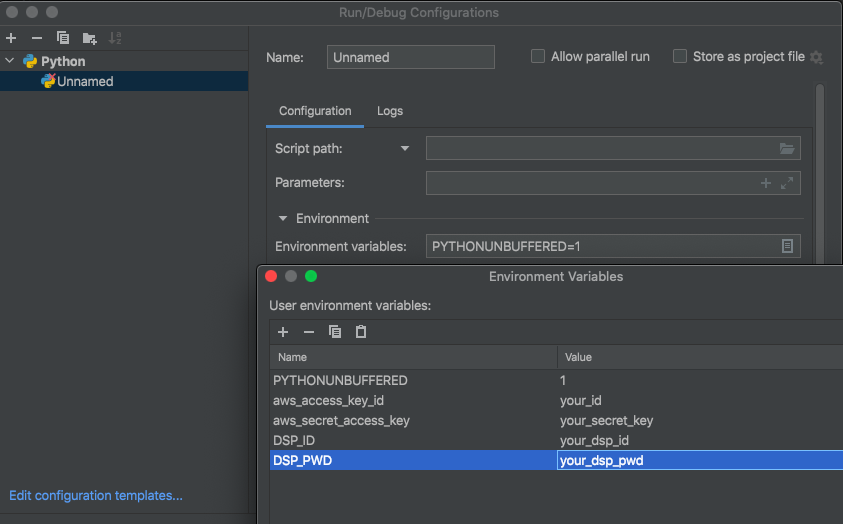 Run/Debug Configurations
Python
Unnamed
Name: Unnamed Allow parallel run Store as project file
Configuration Logs
Script path:
Parameters:
Environment
Environment variables: PYTHONUNBUFFERED=1
Environment Variables
User environment variables:
Name Value
PYTHONUNBUFFERED 1
aws_access_key_id your_id
aws_secret_access_key your_secret_key
DSP_ID your_dsp_id
DSP_PWD your_dsp_pwd
Edit configuration templates...